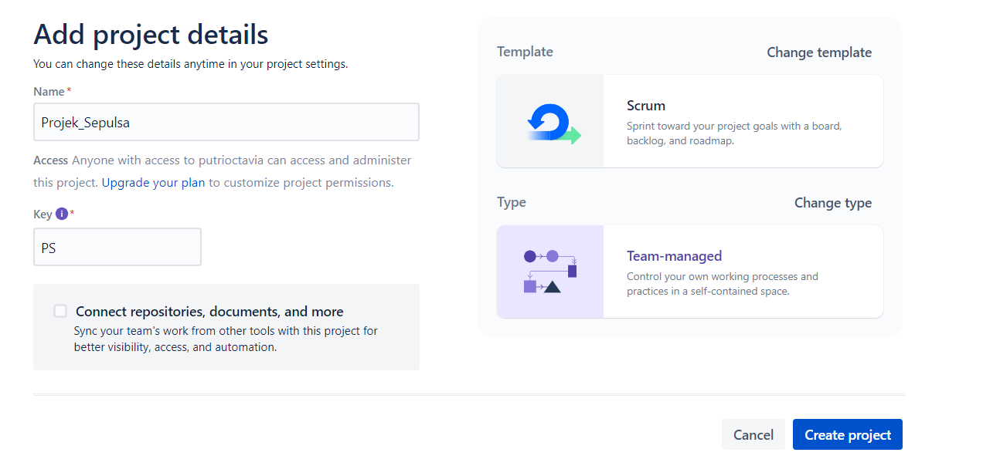 Add project details
You can change these details anytime in your project settings.
Name *
Projek_Sepulsa
Access Anyone with access to putrioctavia can access and administer
this project. Upgrade your plan to customize project permissions.
Key i *
PS
Connect repositories, documents, and more
Sync your team's work from other tools with this project for
better visibility, access, and automation.
Template
Change template
Scrum
Sprint toward your project goals with a board,
backlog, and roadmap.
Type
Change type
Team-managed
Control your own working processes and
practices in a self-contained space.
Cancel
Create project